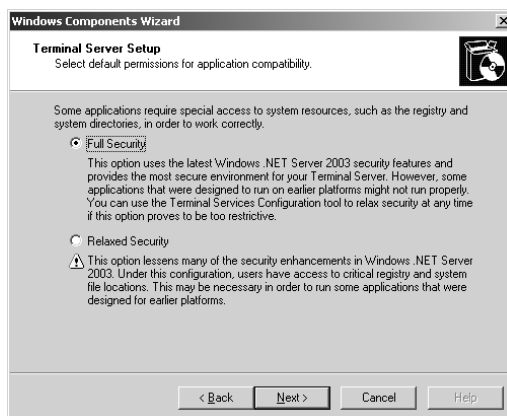 Windows Components Wizard
Terminal Server Setup
Select default permissions for application compatibility.
Some applications require special access to system resources, such as the registry and
system directories, in order to work correctly.
Full Security
This option uses the latest Windows .NET Server 2003 security features and
provides the most secure environment for your Terminal Server. However, some
applications that were designed to run on earlier platforms might not run properly.
You can use the Terminal Services Configuration tool to relax security at any time
if this option proves to be too restrictive.
Relaxed Security
This option lessens many of the security enhancements in Windows .NET Server
2003. Under this configuration, users have access to critical registry and system
file locations. This may be necessary in order to run some applications that were
designed for earlier platforms.
< Back Next > Cancel Help